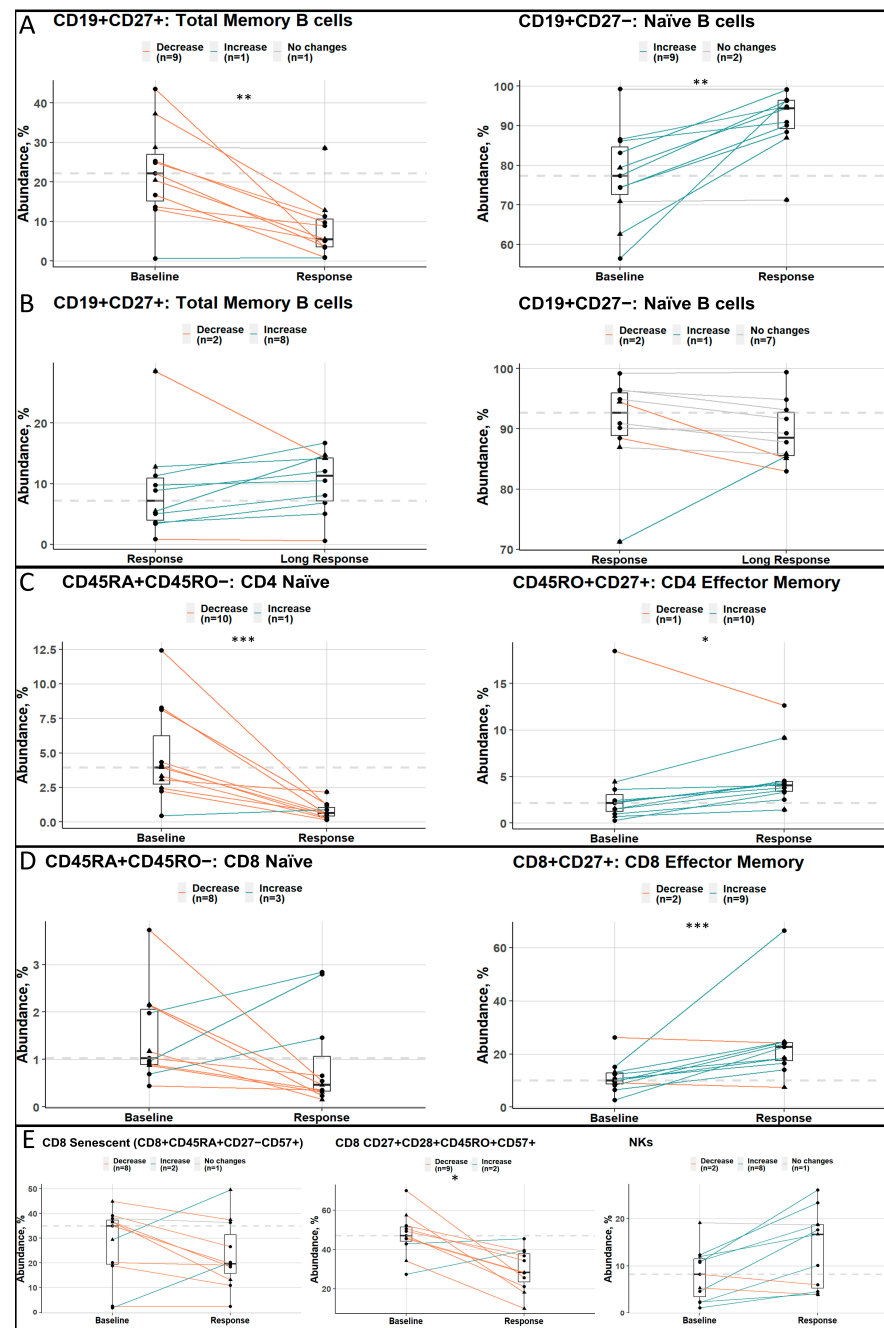 A
CD19+CD27+: Total Memory B cells
Decrease (n=9) Increase (n=1) No changes (n=1)
**
Abundance, %
40
30
20
10
0
Baseline Response
CD19+CD27−: Naïve B cells
Increase (n=9) No changes (n=2)
**
Abundance, %
100
90
80
70
60
Baseline Response
B
CD19+CD27+: Total Memory B cells
Decrease (n=2) Increase (n=8)
Abundance, %
20
10
0
Response Long Response
CD19+CD27−: Naïve B cells
Decrease (n=2) Increase (n=1) No changes (n=7)
Abundance, %
100
90
80
70
Response Long Response
C
CD45RA+CD45RO−: CD4 Naïve
Decrease (n=10) Increase (n=1)
***
Abundance, %
12.5
10.0
7.5
5.0
2.5
0.0
Baseline Response
CD45RO+CD27+: CD4 Effector Memory
Decrease (n=1) Increase (n=10)
*
Abundance, %
15
10
5
0
Baseline Response
D
CD45RA+CD45RO−: CD8 Naïve
Decrease (n=8) Increase (n=3)
Abundance, %
3
2
1
0
Baseline Response
CD8+CD27+: CD8 Effector Memory
Decrease (n=2) Increase (n=9)
***
Abundance, %
60
40
20
0
Baseline Response
E
CD8 Senescent (CD8+CD45RA+CD27−CD57+)
Decrease (n=8) Increase (n=2) No changes (n=1)
Abundance, %
50
40
30
20
10
0
Baseline Response
CD8 CD27+CD28+CD45RO+CD57+
Decrease (n=9) Increase (n=2)
*
Abundance, %
60
40
20
Baseline Response
NKs
Decrease (n=2) Increase (n=8) No changes (n=1)
Abundance, %
20
10
0
Baseline Response